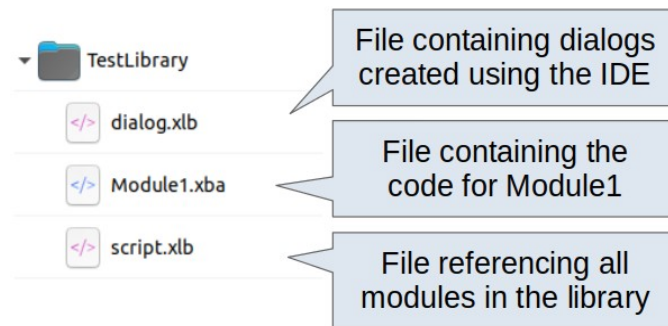 TestLibrary
File containing dialogs
created using the IDE
</> dialog.xlb
</> Module1.xba
File containing the
code for Module1
</> script.xlb
File referencing all
modules in the library